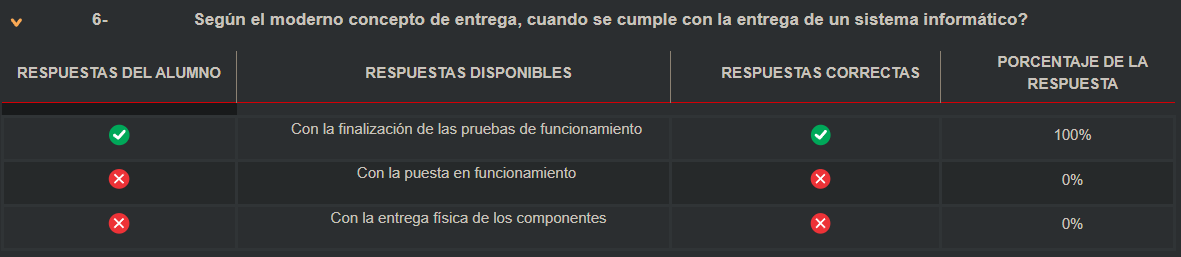 6- Según el moderno concepto de entrega, cuando se cumple con la entrega de un sistema informático?
RESPUESTAS DEL ALUMNO RESPUESTAS DISPONIBLES RESPUESTAS CORRECTAS PORCENTAJE DE LA
RESPUESTA
Con la finalización de las pruebas de funcionamiento 100%
Con la puesta en funcionamiento 0%
Con la entrega física de los componentes 0%